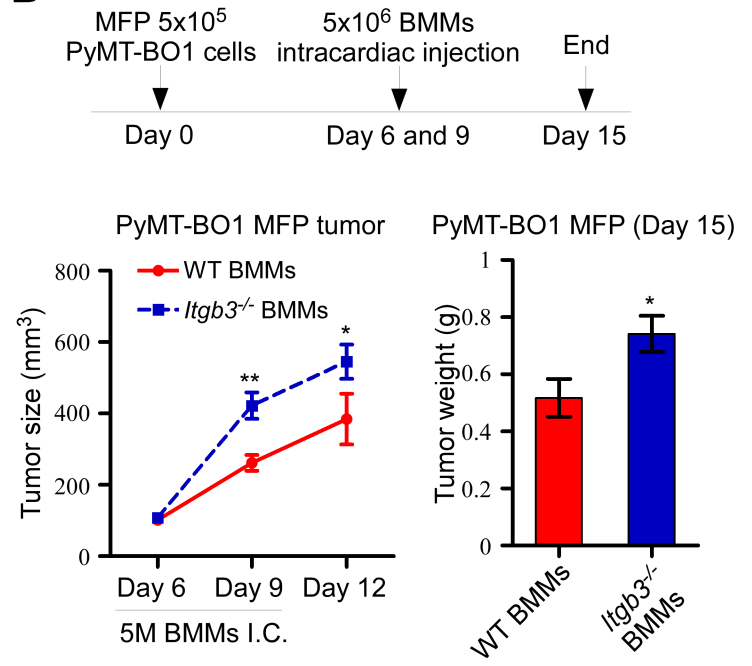 MFP 5x10⁵
PyMT-BO1 cells
5x10⁶ BMMs
intracardiac injection
End
Day 0
Day 6 and 9
Day 15
PyMT-BO1 MFP tumor
WT BMMs
Itgb3⁻/⁻ BMMs
Tumor size (mm³)
800
600
400
200
0
**
*
Day 6
Day 9
Day 12
5M BMMs I.C.
PyMT-BO1 MFP (Day 15)
Tumor weight (g)
1
0.8
0.6
0.4
0.2
0
*
WT BMMs
Itgb3⁻/⁻
BMMs